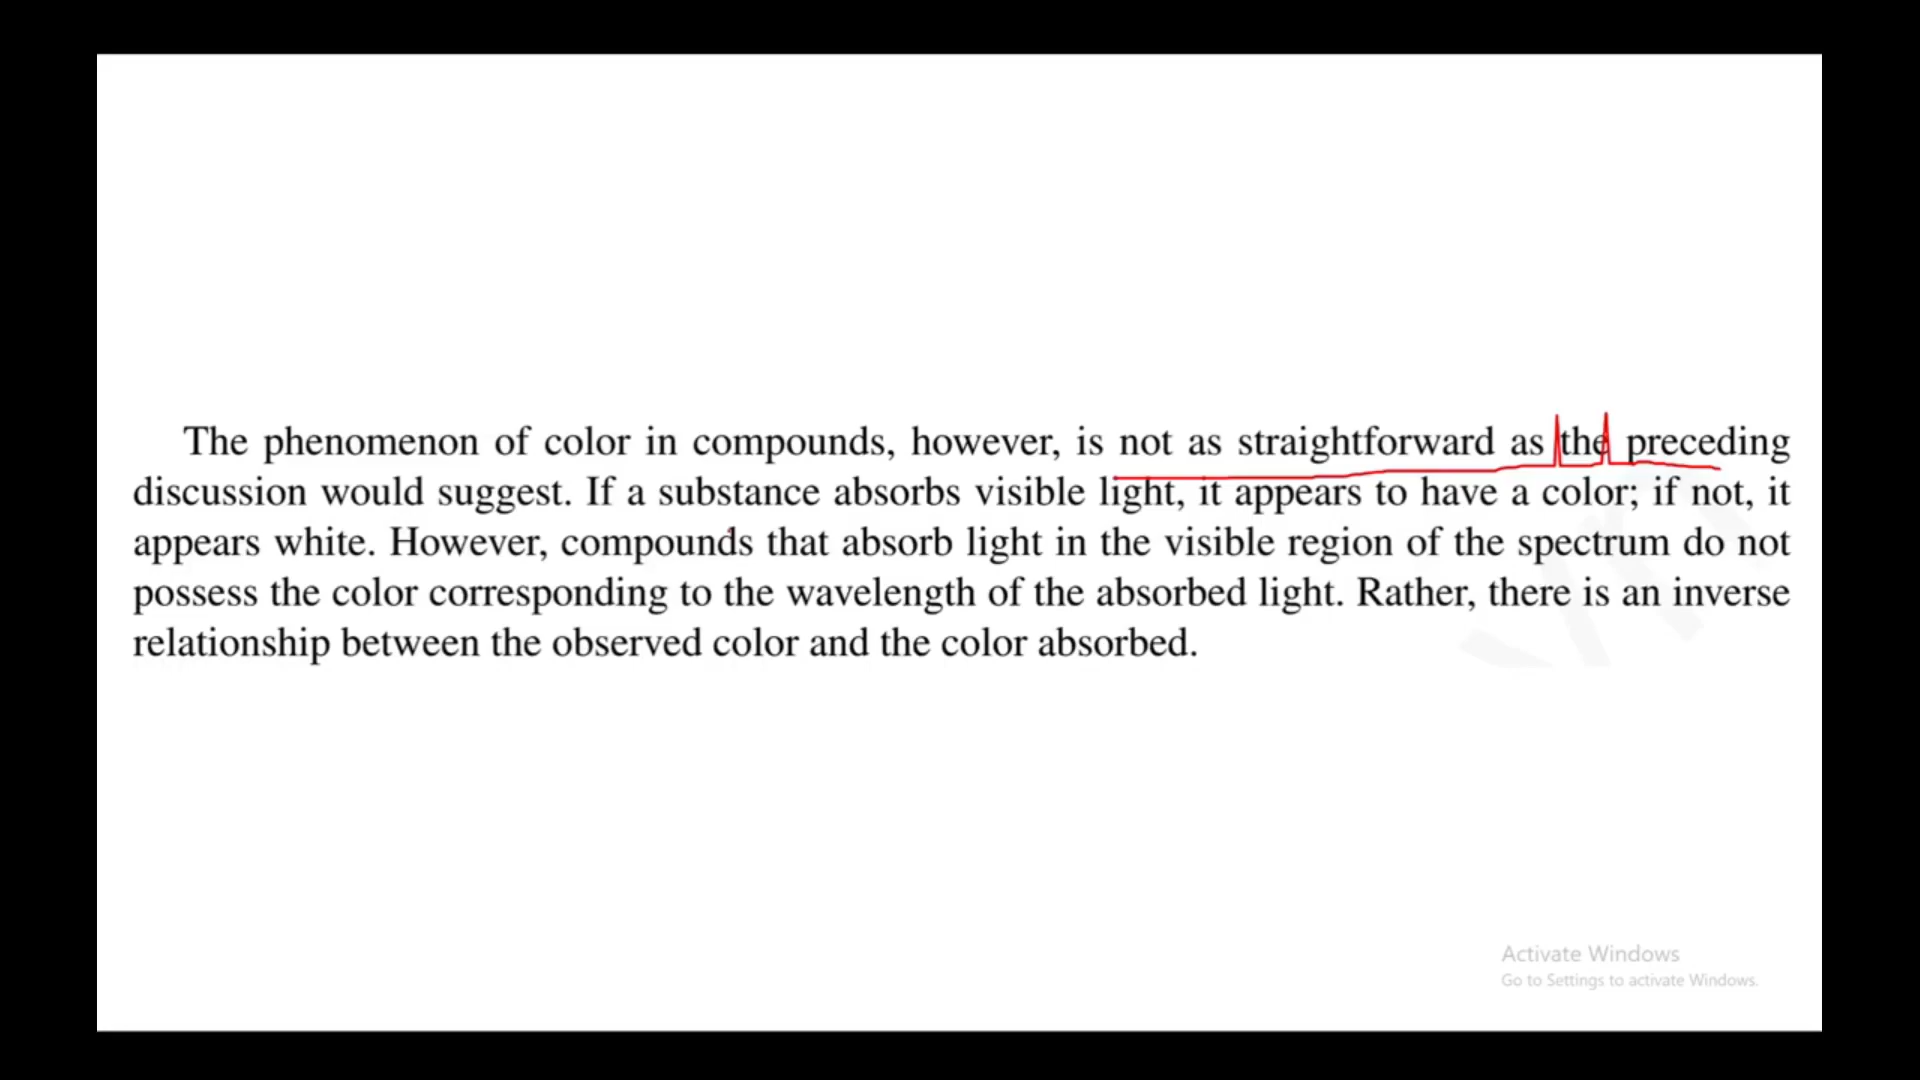 The phenomenon of color in compounds, however, is not as straightforward as the preceding
discussion would suggest. If a substance absorbs visible light, it appears to have a color; if not, it
appears white. However, compounds that absorb light in the visible region of the spectrum do not
possess the color corresponding to the wavelength of the absorbed light. Rather, there is an inverse
relationship between the observed color and the color absorbed.
Activate Windows
Go to Settings to activate Windows.